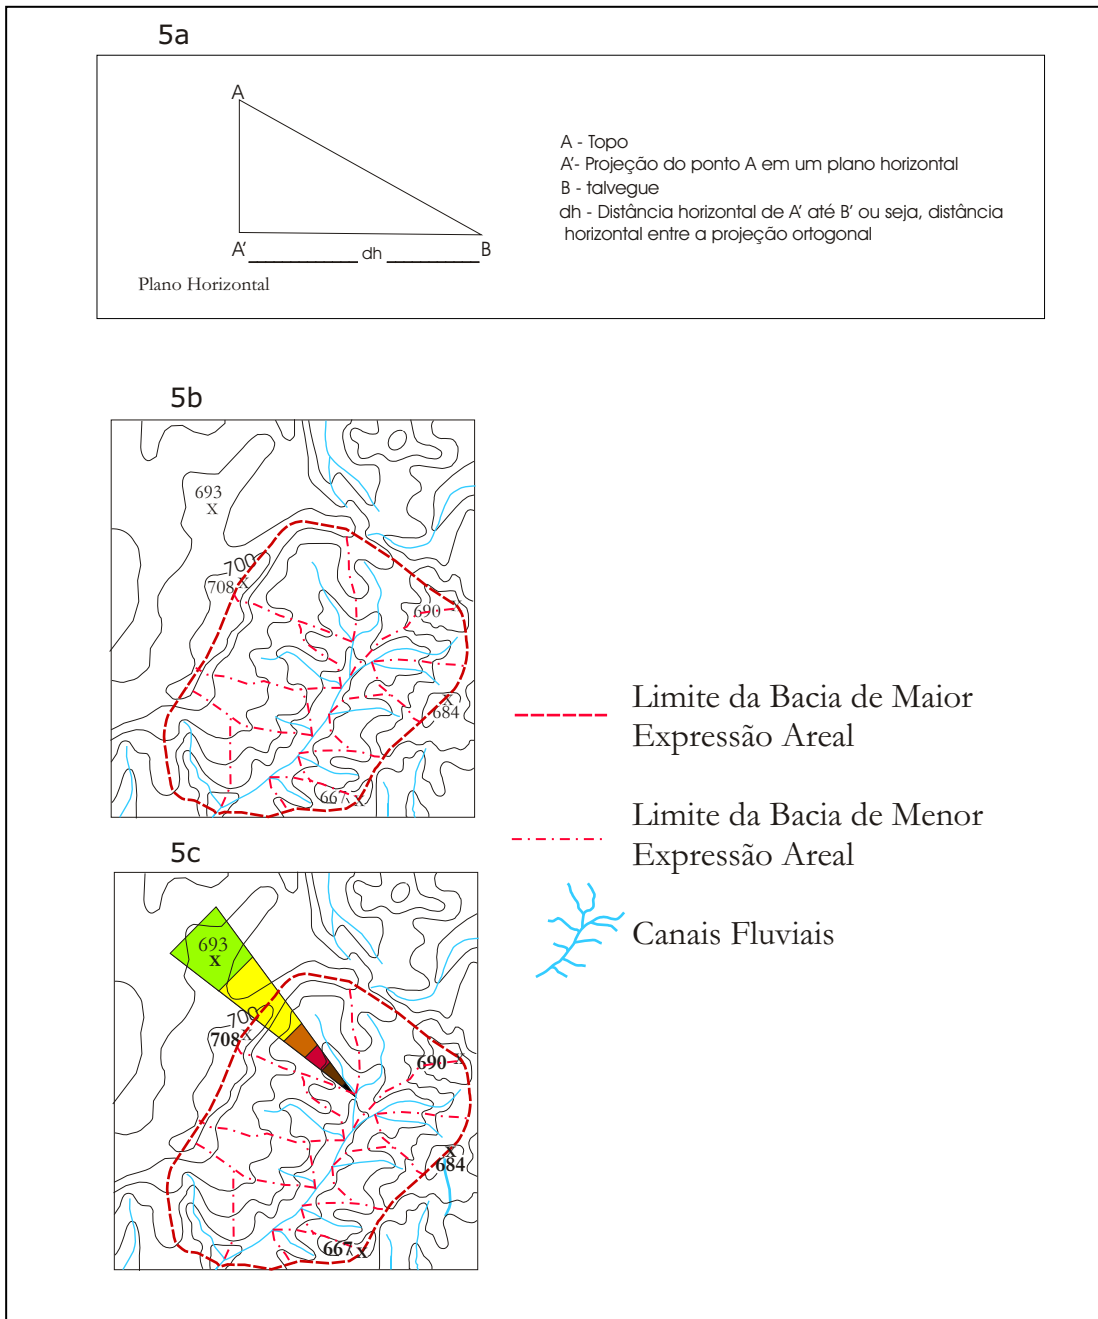 5a
A
A'
dh
B
Plano Horizontal
A - Topo
A'- Projeção do ponto A em um plano horizontal
B - talvegue
dh - Distância horizontal de A' até B' ou seja, distância
horizontal entre a projeção ortogonal
5b
693
X
700
708 X
690 X
X
684
667 X
Limite da Bacia de Maior
Expressão Areal
Limite da Bacia de Menor
Expressão Areal
Canais Fluviais
5c
693
X
700
708 X
690 X
X
684
667 X